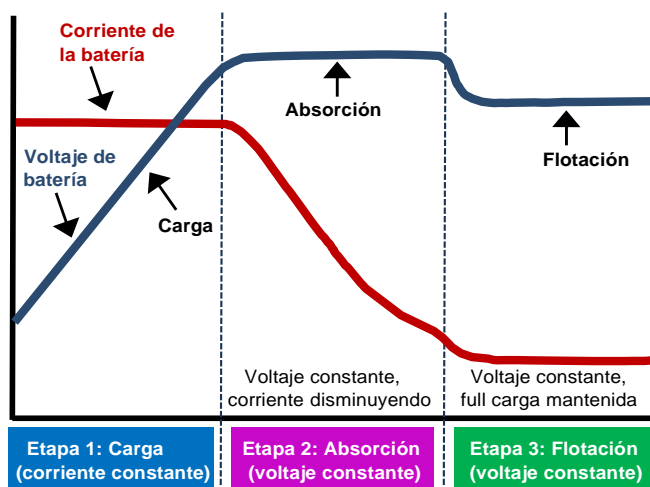 Corriente de
la batería
Absorción
Voltaje de
batería
Flotación
Carga
Voltaje constante,
corriente disminuyendo
Voltaje constante,
full carga mantenida
Etapa 1: Carga
(corriente constante)
Etapa 2: Absorción
(voltaje constante)
Etapa 3: Flotación
(voltaje constante)